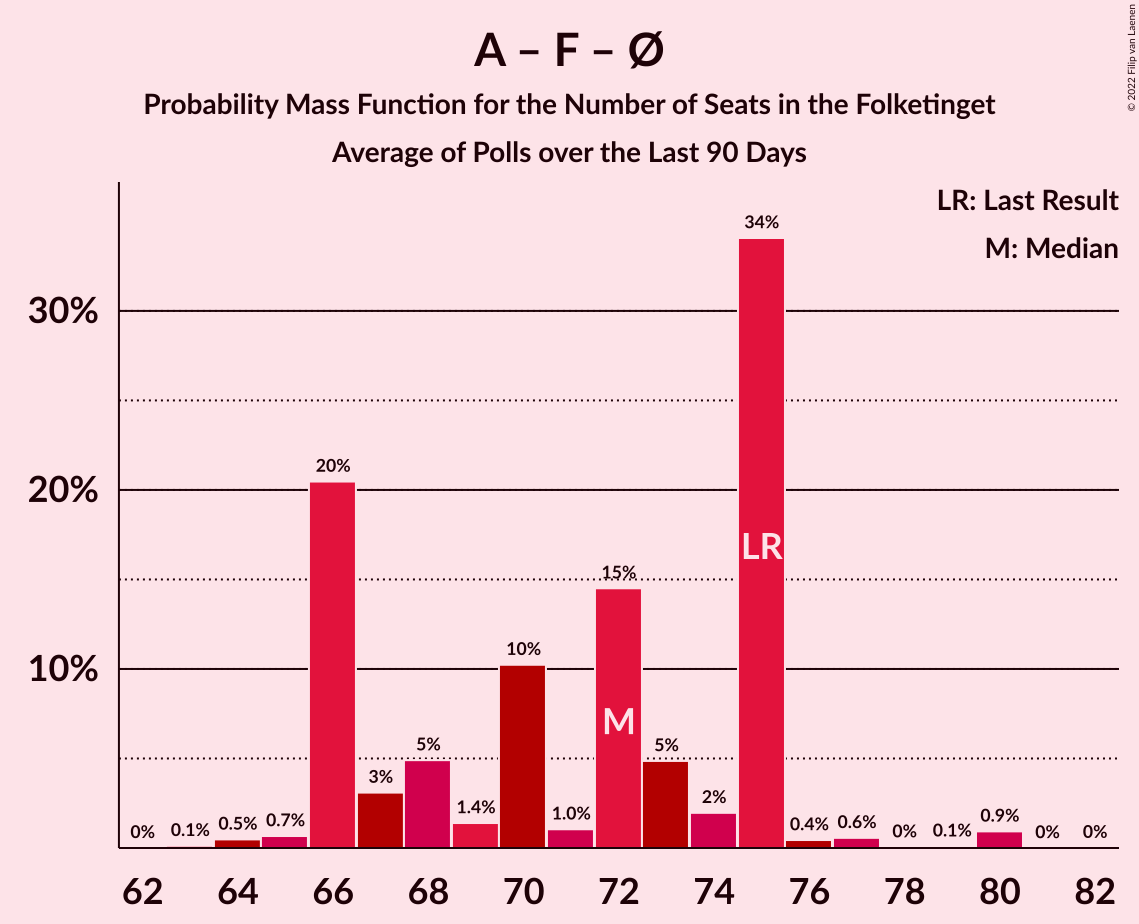 A – F – Ø
Probability Mass Function for the Number of Seats in the Folketinget
Average of Polls over the Last 90 Days
© 2022 Filip van Laenen
LR: Last Result
M: Median
30%
20%
10%
0%
0.1%
0.5%
0.7%
20%
3%
5%
1.4%
10%
1.0%
15%
5%
2%
34%
0.4%
0.6%
0%
0.1%
0.9%
0%
0%
M
LR
62 64 66 68 70 72 74 76 78 80 82